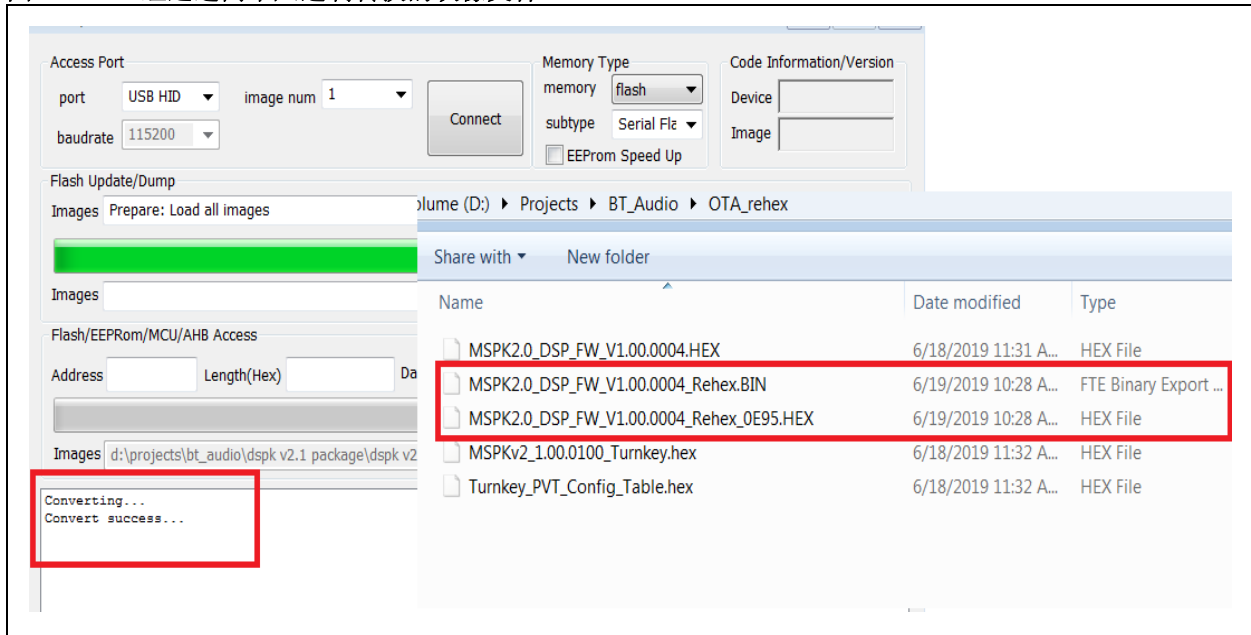 Access Port
port USB HID image num 1
baudrate 115200
Connect
Memory Type
memory flash
subtype Serial Fla
EEProm Speed Up
Code Information/Version
Device
Image
Flash Update/Dump
Images Prepare: Load all images
Images
Flash/EEPRom/MCU/AHB Access
Address Length(Hex) Da
Images d:\projects\bt_audio\dspk v2.1 package\dspk v2
Converting...
Convert success...
olume (D:) Projects BT_Audio OTA_rehex
Share with New folder
Name Date modified Type
MSPK2.0_DSP_FW_V1.00.0004.HEX 6/18/2019 11:31 A... HEX File
MSPK2.0_DSP_FW_V1.00.0004_Rehex.BIN 6/19/2019 10:28 A... FTE Binary Export ...
MSPK2.0_DSP_FW_V1.00.0004_Rehex_0E95.HEX 6/19/2019 10:28 A... HEX File
MSPKv2_1.00.0100_Turnkey.hex 6/18/2019 11:32 A... HEX File
Turnkey_PVT_Config_Table.hex 6/18/2019 11:32 A... HEX File